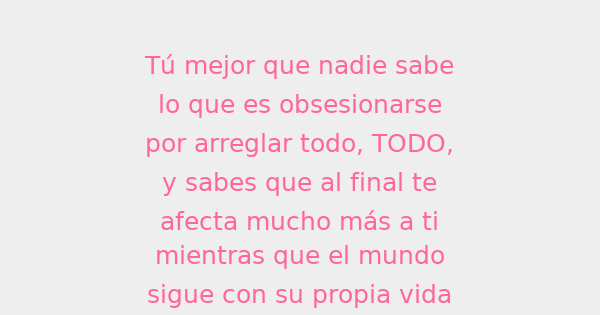 Tú mejor que nadie sabe
lo que es obsesionarse
por arreglar todo, TODO,
y sabes que al final te
afecta mucho más a ti
mientras que el mundo
sigue con su propia vida